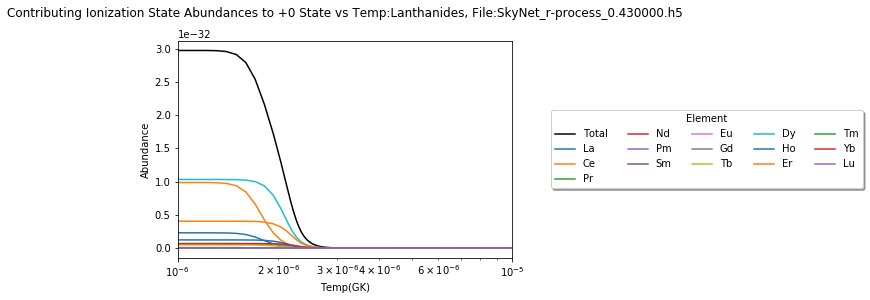 Contributing Ionization State Abundances to +0 State vs Temp:Lanthanides, File:SkyNet_r-process_0.430000.h5
1e−32
3.0
2.5
2.0
1.5
1.0
0.5
0.0
Abundance
10⁻⁶
2 × 10⁻⁶
3 × 10⁻⁶
4 × 10⁻⁶
6 × 10⁻⁶
10⁻⁵
Temp(GK)
Element
Total
La
Ce
Pr
Nd
Pm
Sm
Eu
Gd
Tb
Dy
Ho
Er
Tm
Yb
Lu